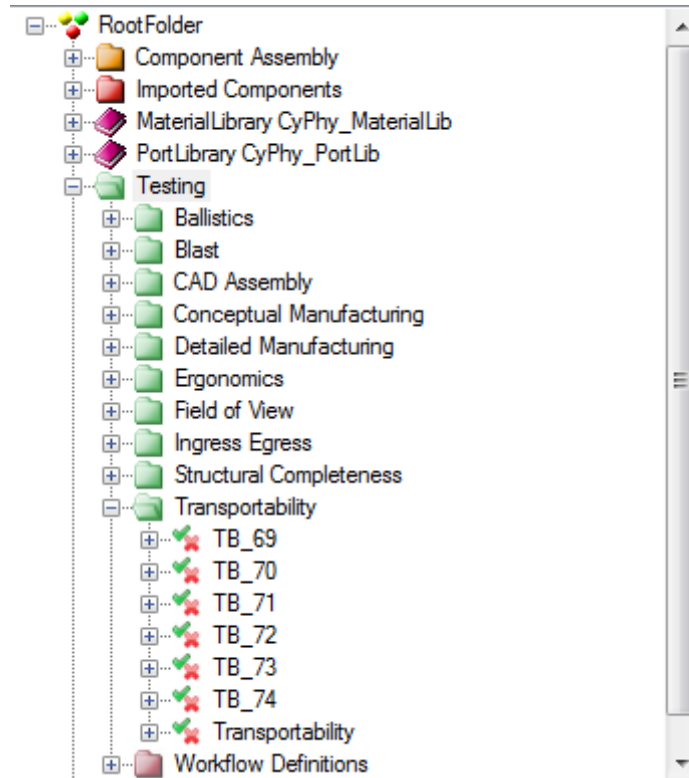 RootFolder
Component Assembly
Imported Components
MaterialLibrary CyPhy_MaterialLib
PortLibrary CyPhy_PortLib
Testing
Ballistics
Blast
CAD Assembly
Conceptual Manufacturing
Detailed Manufacturing
Ergonomics
Field of View
Ingress Egress
Structural Completeness
Transportability
TB_69
TB_70
TB_71
TB_72
TB_73
TB_74
Transportability
Workflow Definitions